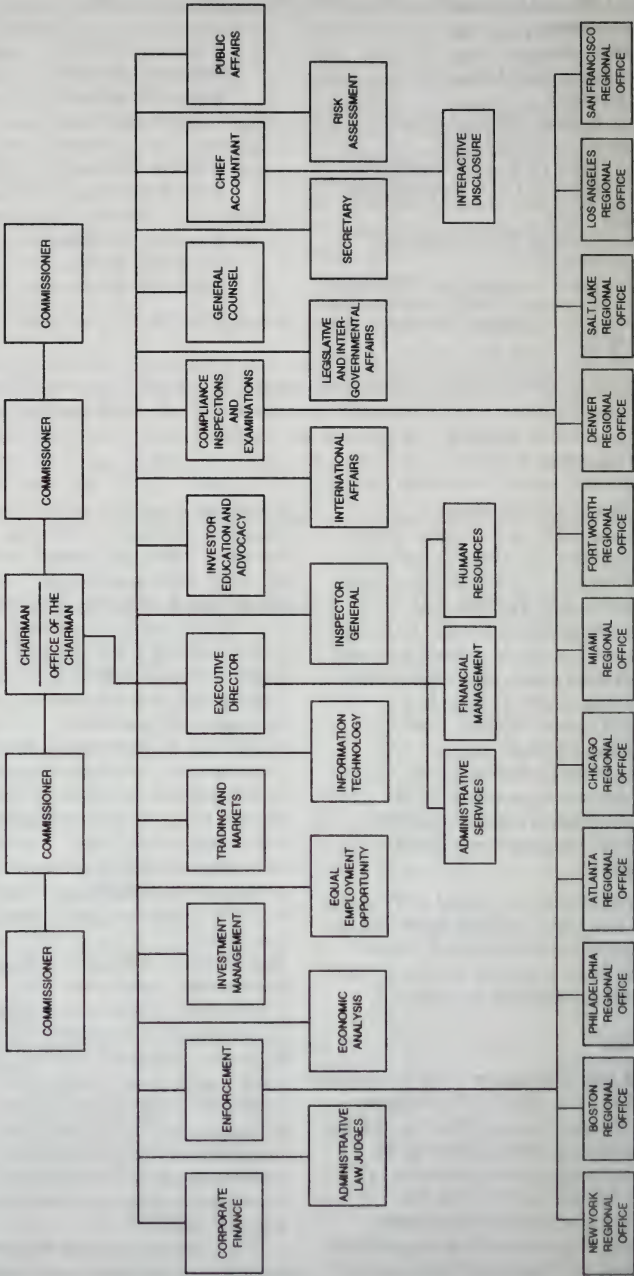 COMMISSIONER
COMMISSIONER
CHAIRMAN
OFFICE OF THE
CHAIRMAN
COMMISSIONER
COMMISSIONER
CORPORATE
FINANCE
ENFORCEMENT
INVESTMENT
MANAGEMENT
TRADING AND
MARKETS
EXECUTIVE
DIRECTOR
INVESTOR
EDUCATION AND
ADVOCACY
COMPLIANCE
INSPECTIONS
AND
EXAMINATIONS
GENERAL
COUNSEL
CHIEF
ACCOUNTANT
PUBLIC
AFFAIRS
ADMINISTRATIVE
LAW JUDGES
ECONOMIC
ANALYSIS
EQUAL
EMPLOYMENT
OPPORTUNITY
INFORMATION
TECHNOLOGY
INSPECTOR
GENERAL
INTERNATIONAL
AFFAIRS
LEGISLATIVE
AND INTER-
GOVERNMENTAL
AFFAIRS
SECRETARY
RISK
ASSESSMENT
ADMINISTRATIVE
SERVICES
FINANCIAL
MANAGEMENT
HUMAN
RESOURCES
INTERACTIVE
DISCLOSURE
NEW YORK
REGIONAL
OFFICE
BOSTON
REGIONAL
OFFICE
PHILADELPHIA
REGIONAL
OFFICE
ATLANTA
REGIONAL
OFFICE
CHICAGO
REGIONAL
OFFICE
MIAMI
REGIONAL
OFFICE
FORT WORTH
REGIONAL
OFFICE
DENVER
REGIONAL
OFFICE
SALT LAKE
REGIONAL
OFFICE
LOS ANGELES
REGIONAL
OFFICE
SAN FRANCISCO
REGIONAL
OFFICE